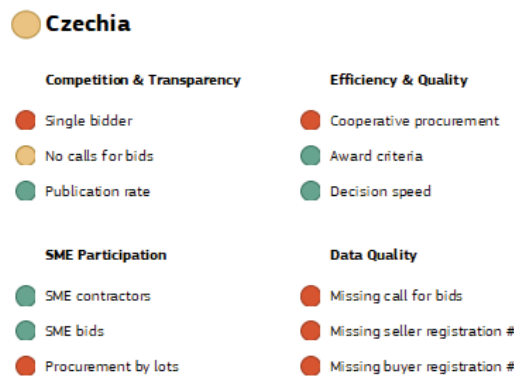 Czechia
Competition & Transparency
Single bidder
No calls for bids
Publication rate
Efficiency & Quality
Cooperative procurement
Award criteria
Decision speed
SME Participation
SME contractors
SME bids
Procurement by lots
Data Quality
Missing call for bids
Missing seller registration #
Missing buyer registration #